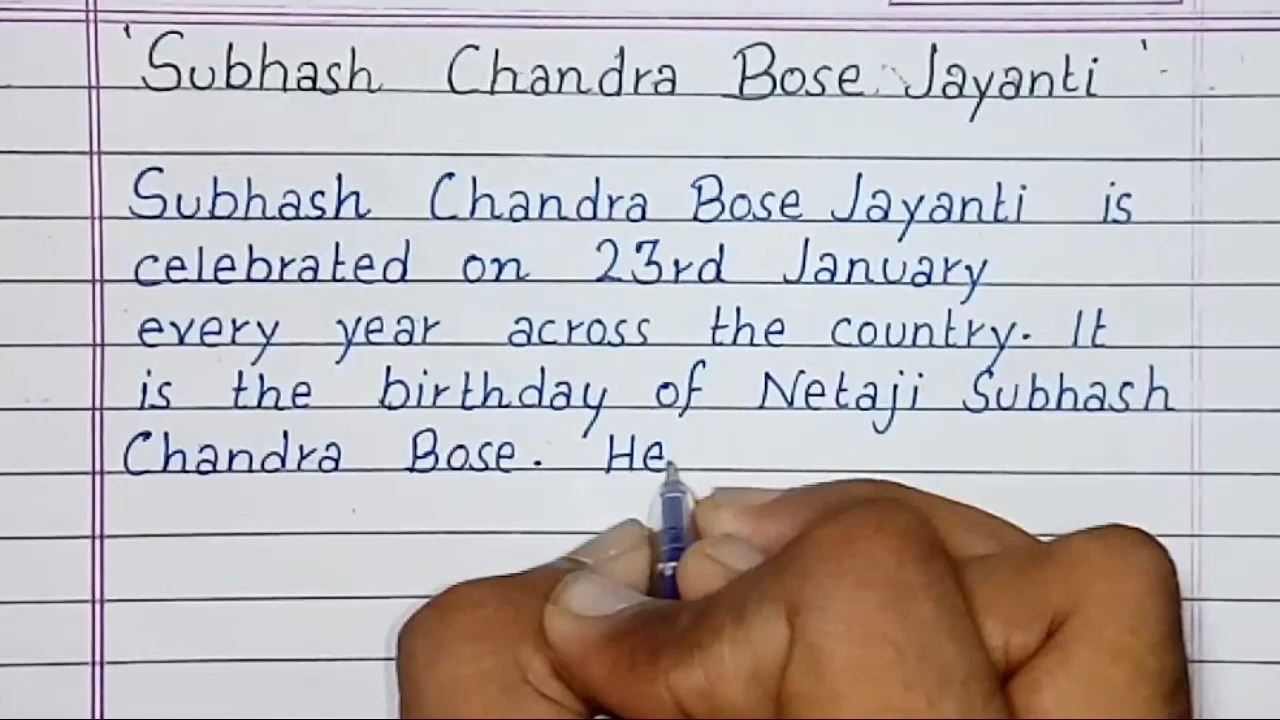 'Subhash Chandra Bose Jayanti'
Subhash Chandra Bose Jayanti is
celebrated on 23rd January
every year across the country. It
is the birthday of Netaji Subhash
Chandra Bose. He